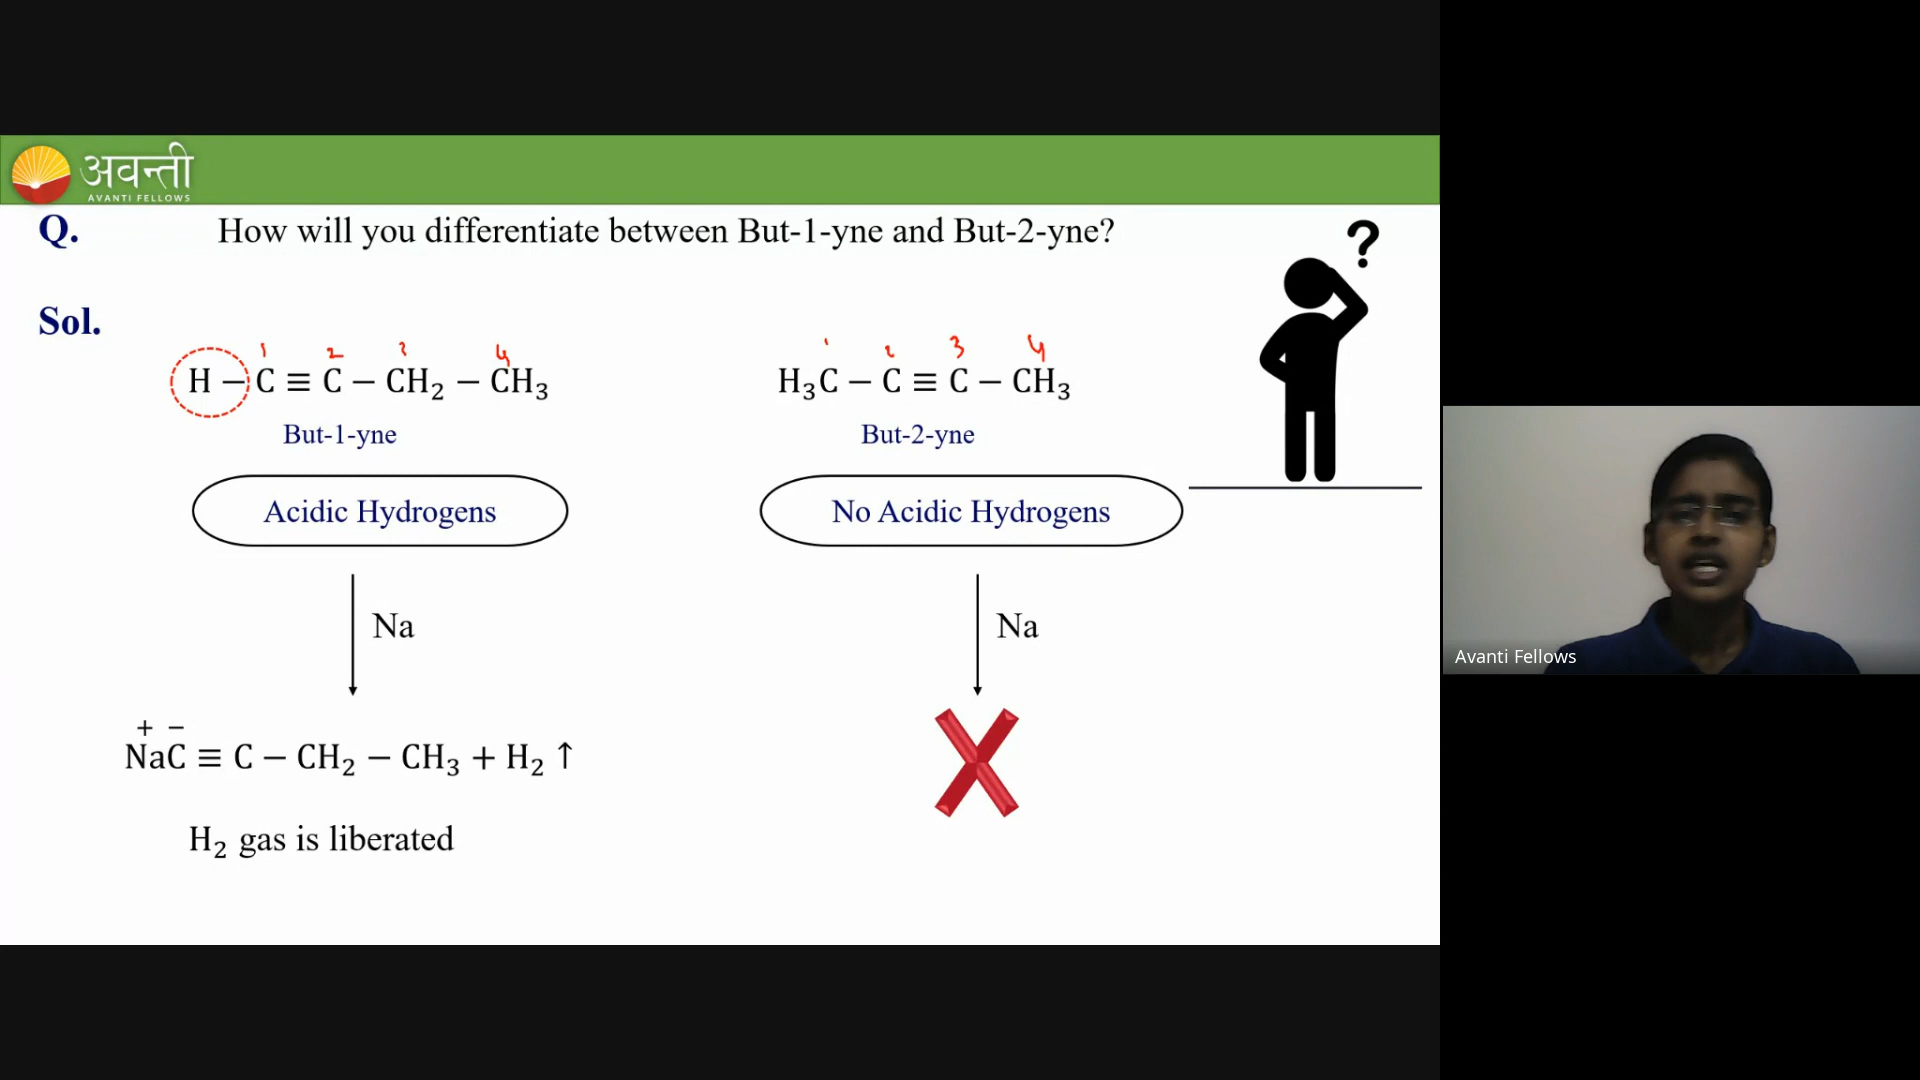 अवन्ती
AVANTI FELLOWS
Q. How will you differentiate between But-1-yne and But-2-yne?
?
Sol.
1 2 3 4
H – C ≡ C – CH₂ – CH₃
But-1-yne
Acidic Hydrogens
Na
+ −
NaC ≡ C – CH₂ – CH₃ + H₂ ↑
H₂ gas is liberated
1 2 3 4
H₃C – C ≡ C – CH₃
But-2-yne
No Acidic Hydrogens
Na
Avanti Fellows